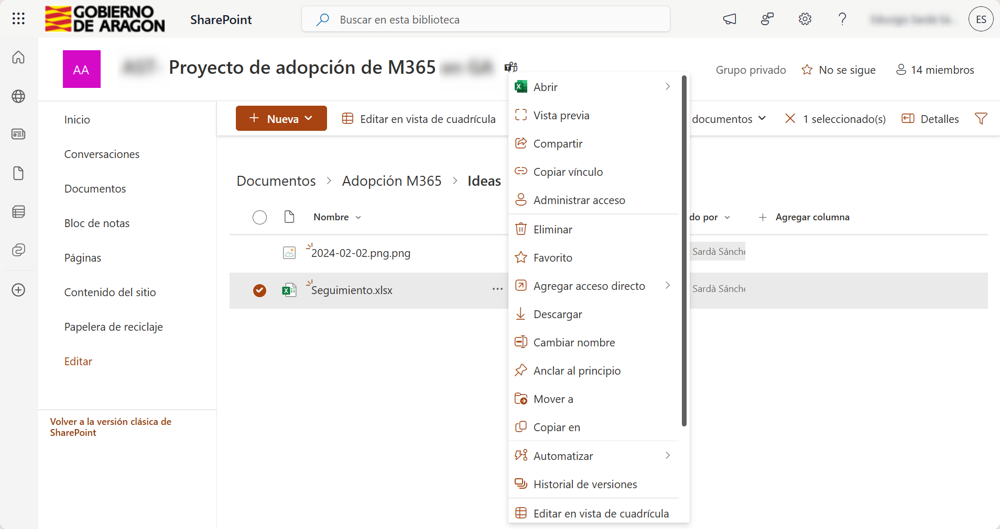 GOBIERNO
DE ARAGON
SharePoint
Buscar en esta biblioteca
ES
AA
Proyecto de adopción de M365
Grupo privado
No se sigue
14 miembros
Inicio
Conversaciones
Documentos
Bloc de notas
Páginas
Contenido del sitio
Papelera de reciclaje
Editar
Volver a la versión clásica de
SharePoint
Nueva
Editar en vista de cuadrícula
documentos
1 seleccionado(s)
Detalles
Documentos > Adopción M365 > Ideas
Nombre
do por
Agregar columna
2024-02-02.png.png
Sardà Sánche
Seguimiento.xlsx
Sardà Sánche
Abrir
Vista previa
Compartir
Copiar vínculo
Administrar acceso
Eliminar
Favorito
Agregar acceso directo
Descargar
Cambiar nombre
Anclar al principio
Mover a
Copiar en
Automatizar
Historial de versiones
Editar en vista de cuadrícula